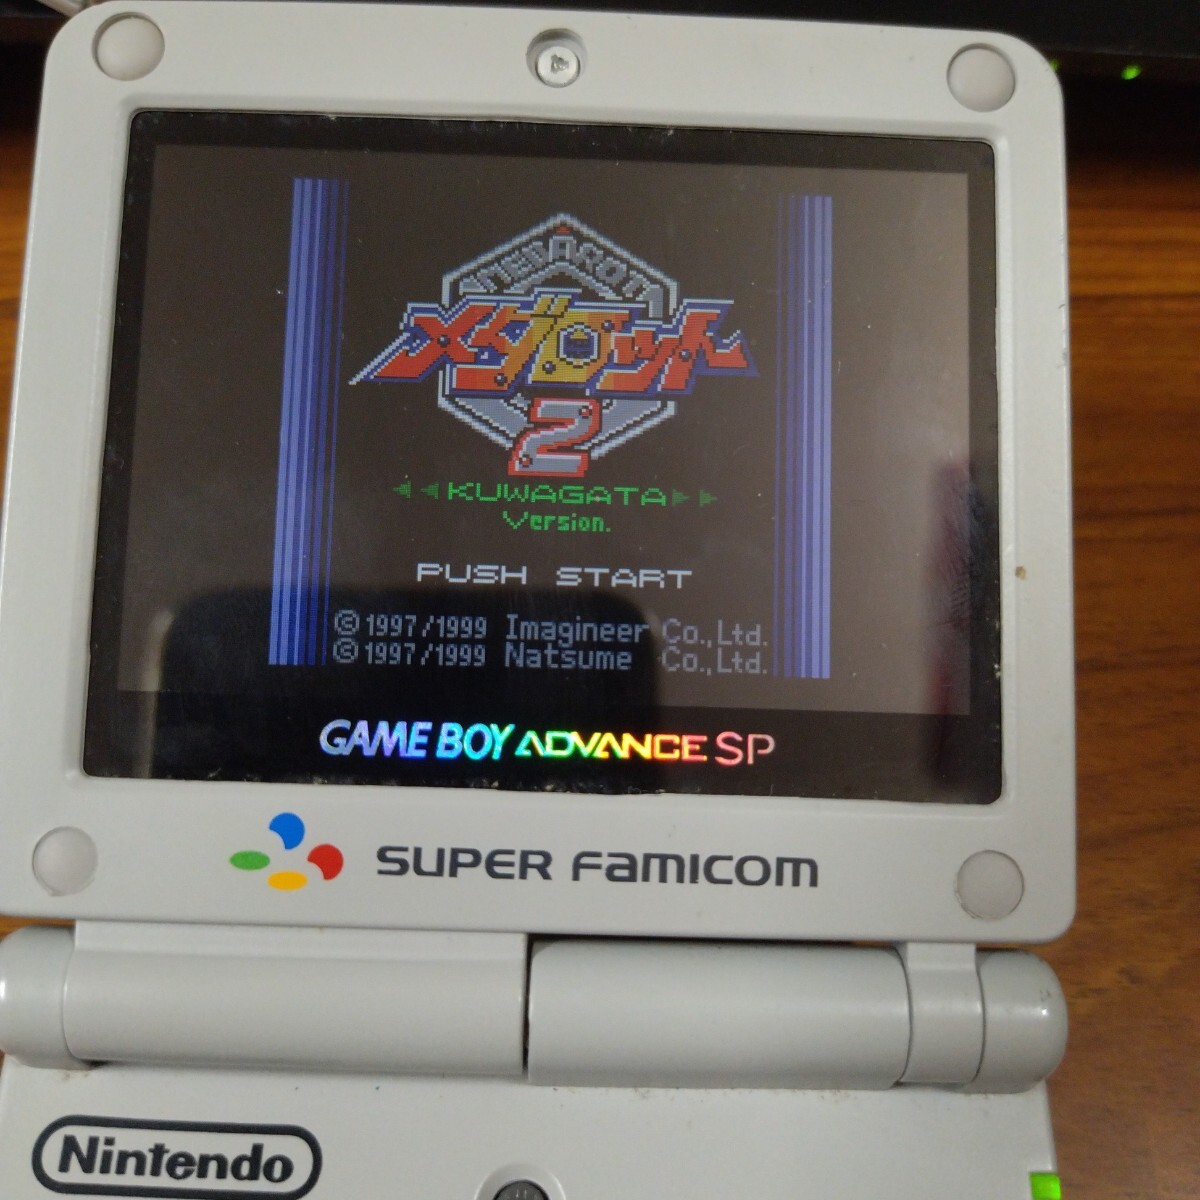 MEDAROT
メダロット
2
KUWAGATA
Version.
PUSH START
©1997/1999 Imagineer Co.,Ltd.
©1997/1999 Natsume Co.,Ltd.
GAME BOY ADVANCE SP
SUPER FAMICOM
Nintendo